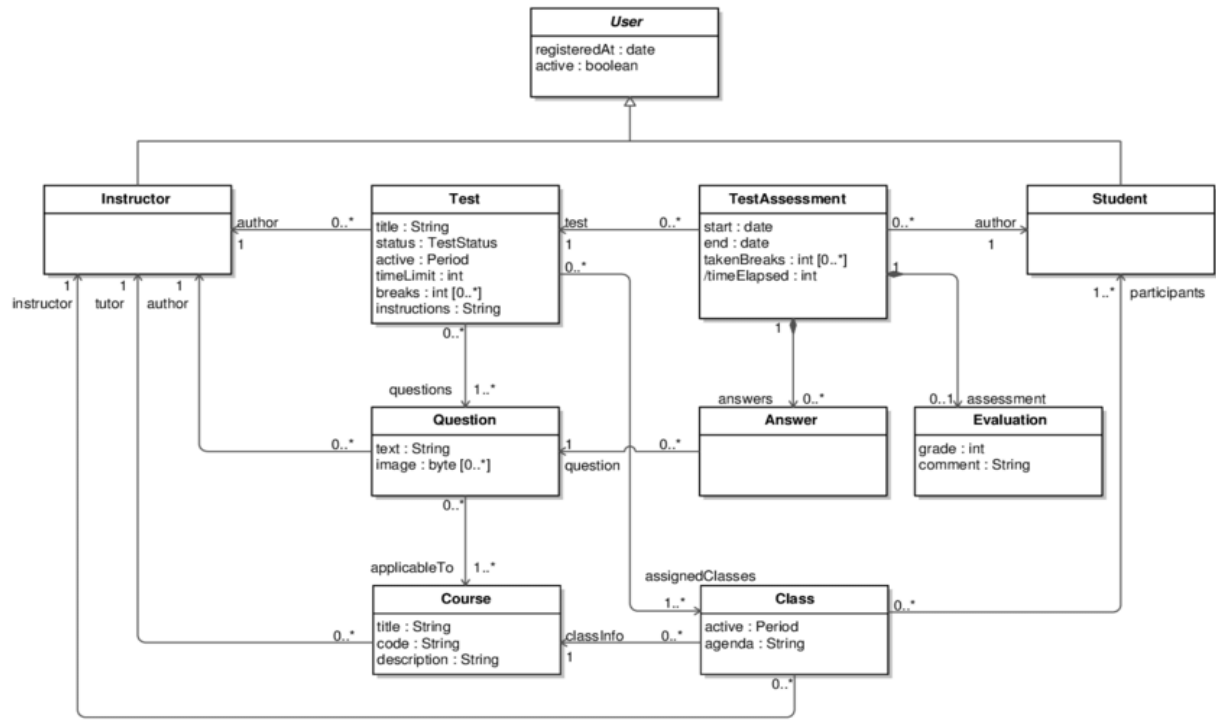 User
registeredAt : date
active : boolean
Instructor
Test
title : String
status : TestStatus
active : Period
timeLimit : int
breaks : int [0..*]
instructions : String
TestAssessment
start : date
end : date
takenBreaks : int [0..*]
/timeElapsed : int
Student
author
1
0..*
test
1
0..*
0..*
0..*
author
1
1
1
instructor
1
tutor
1
author
1
0..*
questions
1..*
1
answers
0..*
0..1
assessment
1..*
participants
Question
text : String
image : byte [0..*]
0..*
1
question
0..*
Answer
Evaluation
grade : int
comment : String
0..*
applicableTo
1..*
assignedClasses
1..*
Course
title : String
code : String
description : String
0..*
classInfo
1
0..*
Class
active : Period
agenda : String
0..*
0..*